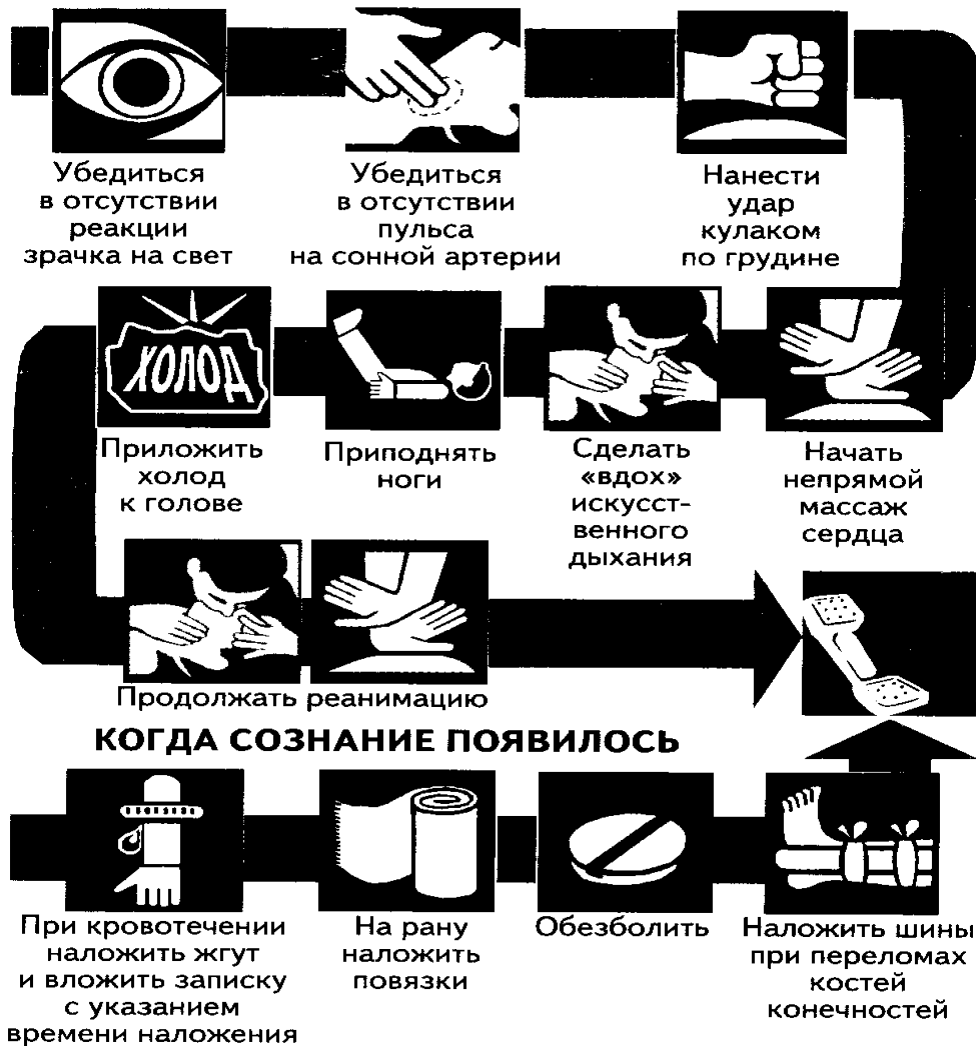 Убедиться
в отсутствии
реакции
зрачка на свет
Убедиться
в отсутствии
пульса
на сонной артерии
Нанести
удар
кулаком
по грудине
ХОЛОД
Приложить
холод
к голове
Приподнять
ноги
Сделать
«вдох»
искусст-
венного
дыхания
Начать
непрямой
массаж
сердца
Продолжать реанимацию
КОГДА СОЗНАНИЕ ПОЯВИЛОСЬ
При кровотечении
наложить жгут
и вложить записку
с указанием
времени наложения
На рану
наложить
повязки
Обезболить
Наложить шины
при переломах
костей
конечностей